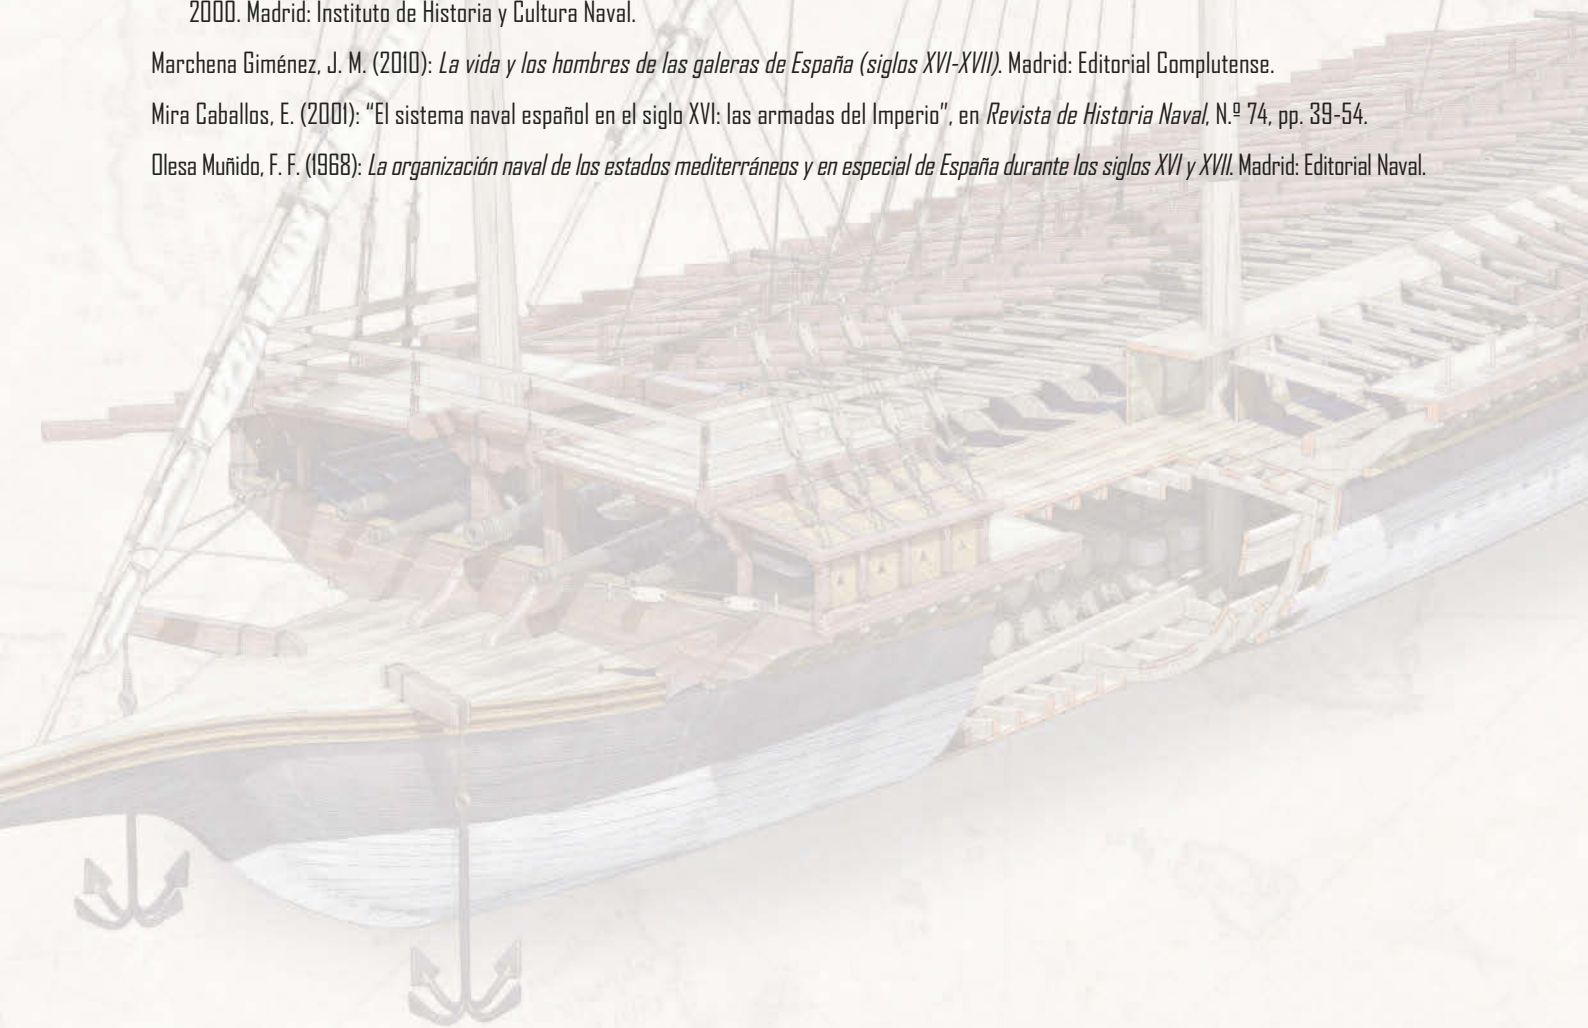 2000. Madrid: Instituto de Historia y Cultura Naval.
Marchena Giménez, J. M. (2010): La vida y los hombres de las galeras de España (siglos XVI-XVII). Madrid: Editorial Complutense.
Mira Caballos, E. (2001): “El sistema naval español en el siglo XVI: las armadas del Imperio”, en Revista de Historia Naval, N.º 74, pp. 39-54.
Olesa Muñido, F. F. (1968): La organización naval de los estados mediterráneos y en especial de España durante los siglos XVI y XVII. Madrid: Editorial Naval.